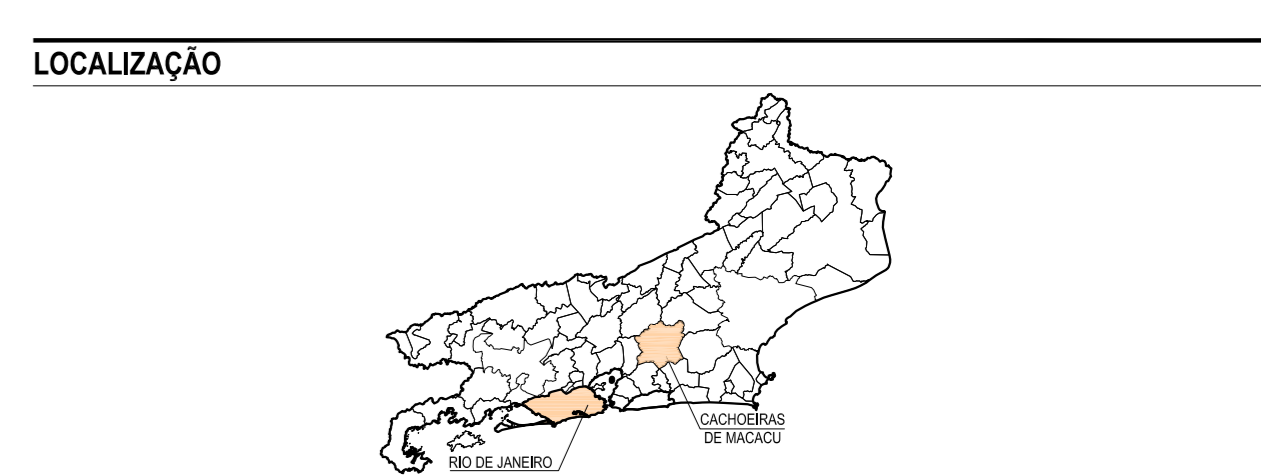 LOCALIZAÇÃO
CACHOEIRAS
DE MACACU
RIO DE JANEIRO